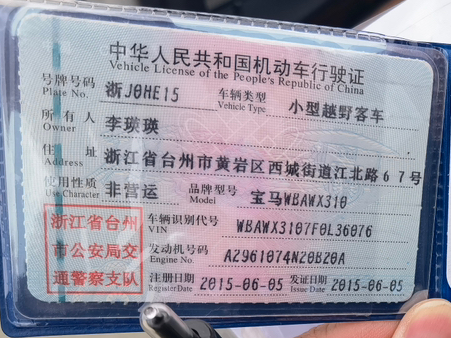 中华人民共和国机动车行驶证
Vehicle License of the People's Republic of China
号牌号码 浙J0HE15 车辆类型 小型越野客车
Plate No. Vehicle Type
所有人 李瑛瑛
Owner
住址 浙江省台州市黄岩区西城街道江北路67号
Address
使用性质 非营运 品牌型号 宝马WBAWX310
Use Character Model
浙江省台州
市公安局交
通警察支队
车辆识别代号 WBAWX3107F0L36076
VIN
发动机号码 A2961074N20B20A
Engine No.
注册日期 2015-06-05 发证日期 2015-06-05
Register Date Issue Date